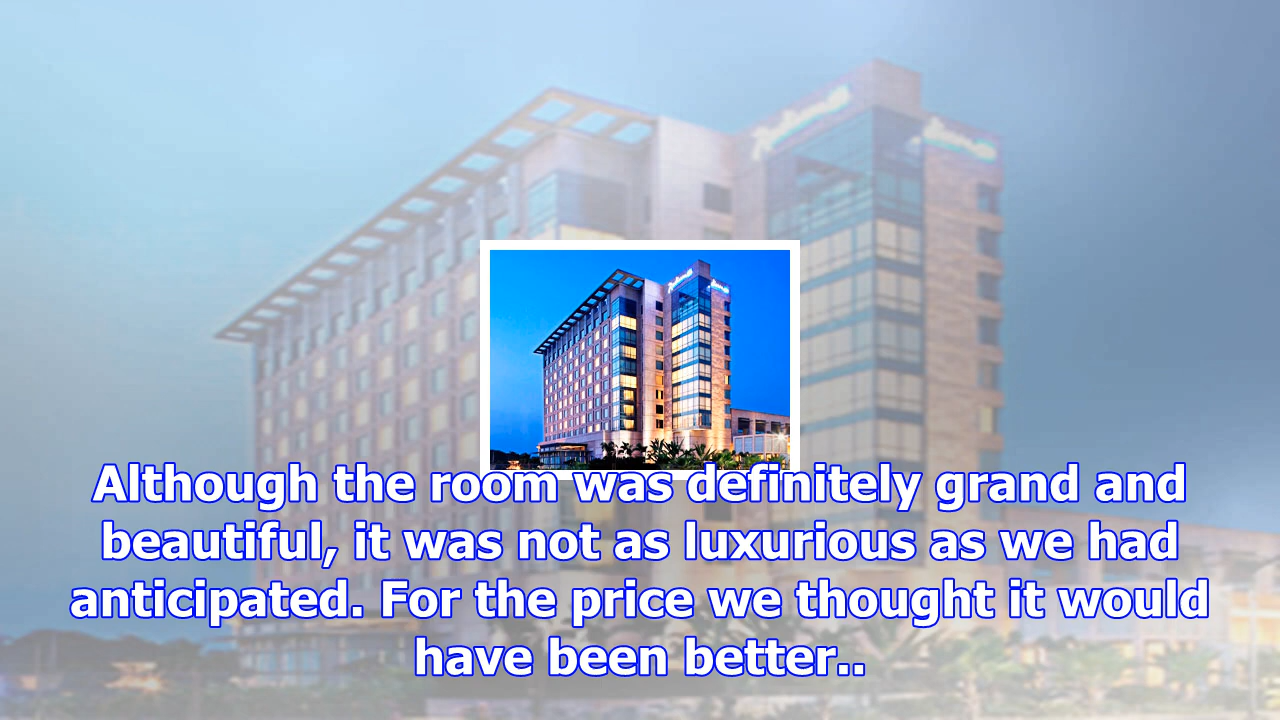 Although the room was definitely grand and
beautiful, it was not as luxurious as we had
anticipated. For the price we thought it would
have been better..